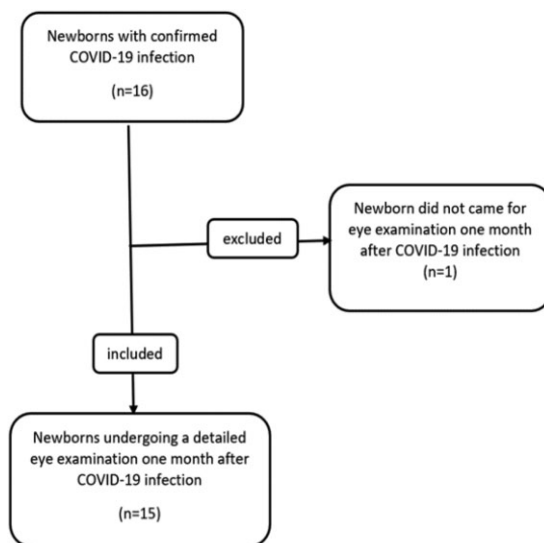 Newborns with confirmed
COVID-19 infection
(n=16)
excluded
Newborn did not came for
eye examination one month
after COVID-19 infection
(n=1)
included
Newborns undergoing a detailed
eye examination one month after
COVID-19 infection
(n=15)